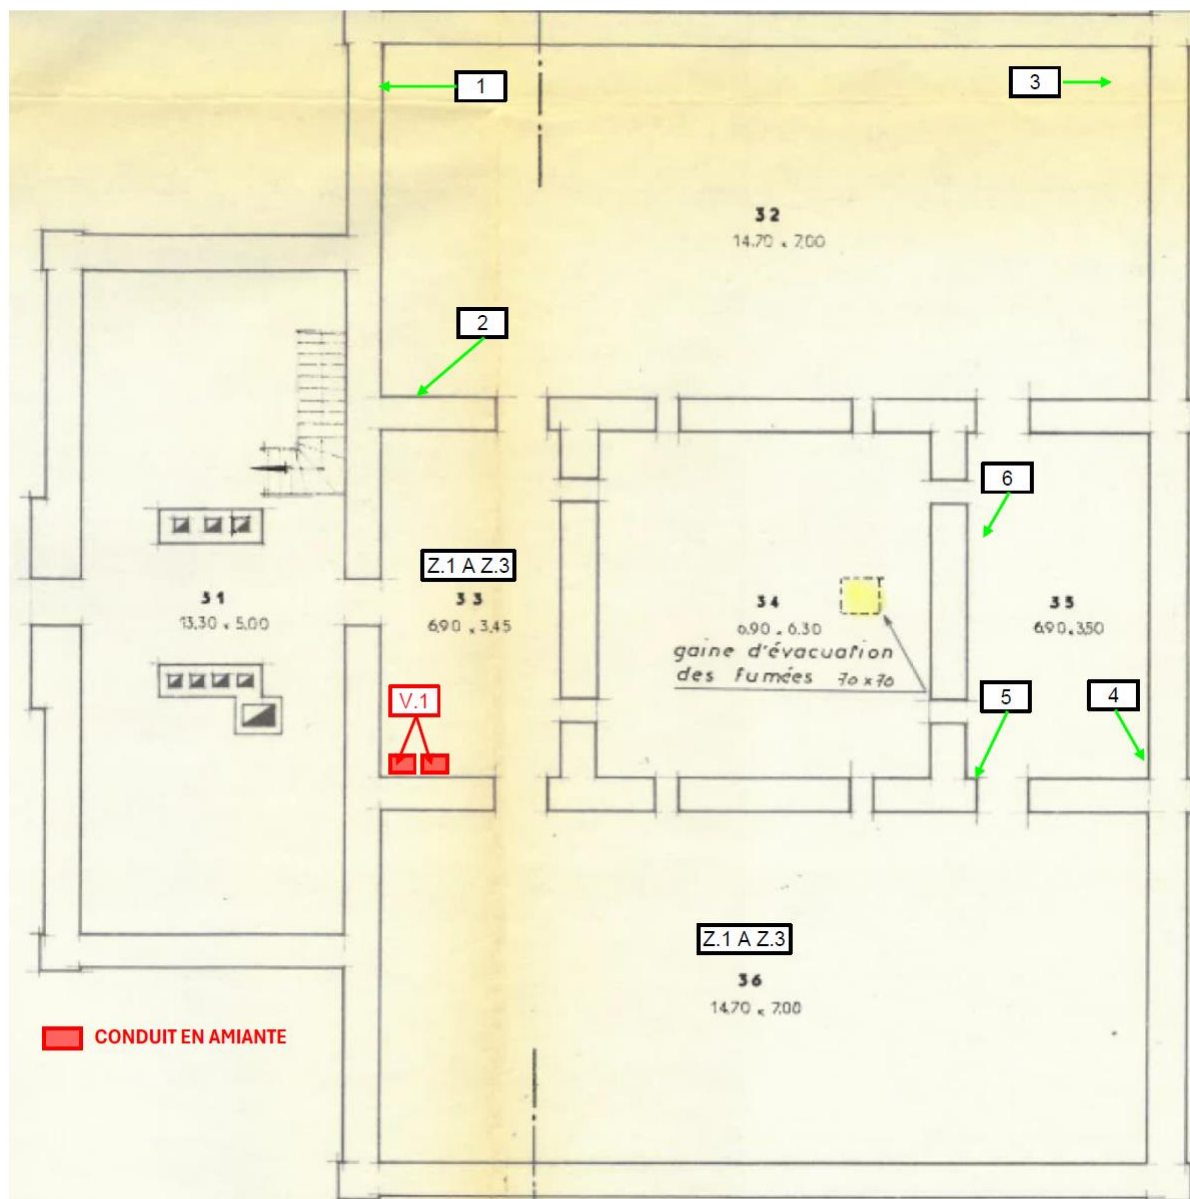 1
3
32
14.70 x 7.00
2
6
Z.1 A Z.3
31
13.30 x 5.00
33
6.90 x 3.45
34
6.90 x 6.30
35
6.90 x 3.50
gaine d'évacuation
des fumées 70 x 70
V.1
5
4
Z.1 A Z.3
36
14.70 x 7.00
CONDUIT EN AMIANTE